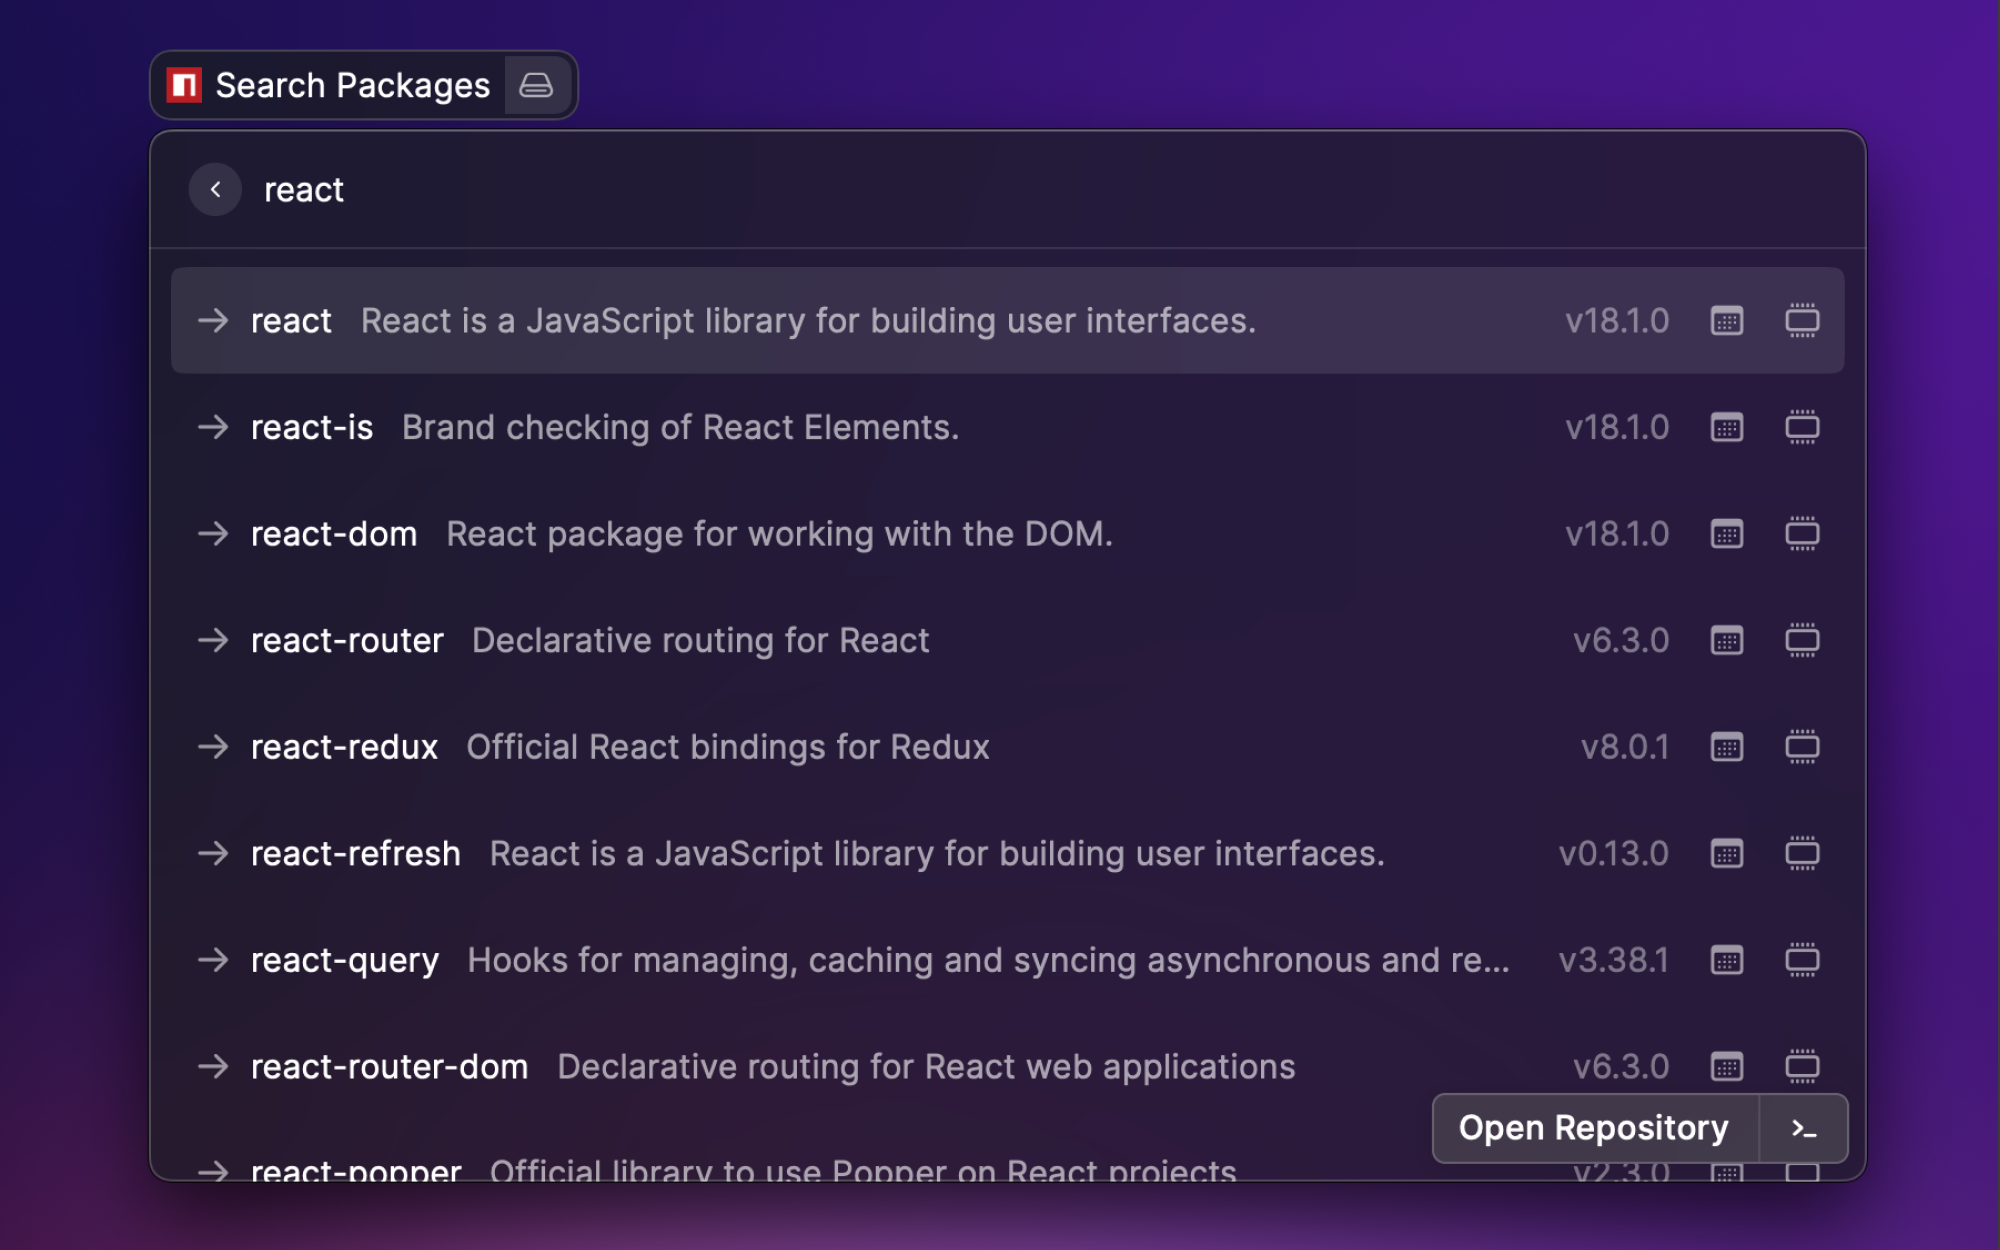 Search Packages
react
react React is a JavaScript library for building user interfaces. v18.1.0
react-is Brand checking of React Elements. v18.1.0
react-dom React package for working with the DOM. v18.1.0
react-router Declarative routing for React v6.3.0
react-redux Official React bindings for Redux v8.0.1
react-refresh React is a JavaScript library for building user interfaces. v0.13.0
react-query Hooks for managing, caching and syncing asynchronous and re... v3.38.1
react-router-dom Declarative routing for React web applications v6.3.0
Open Repository >_
react-popper Official library to use Popper on React projects v2.3.0